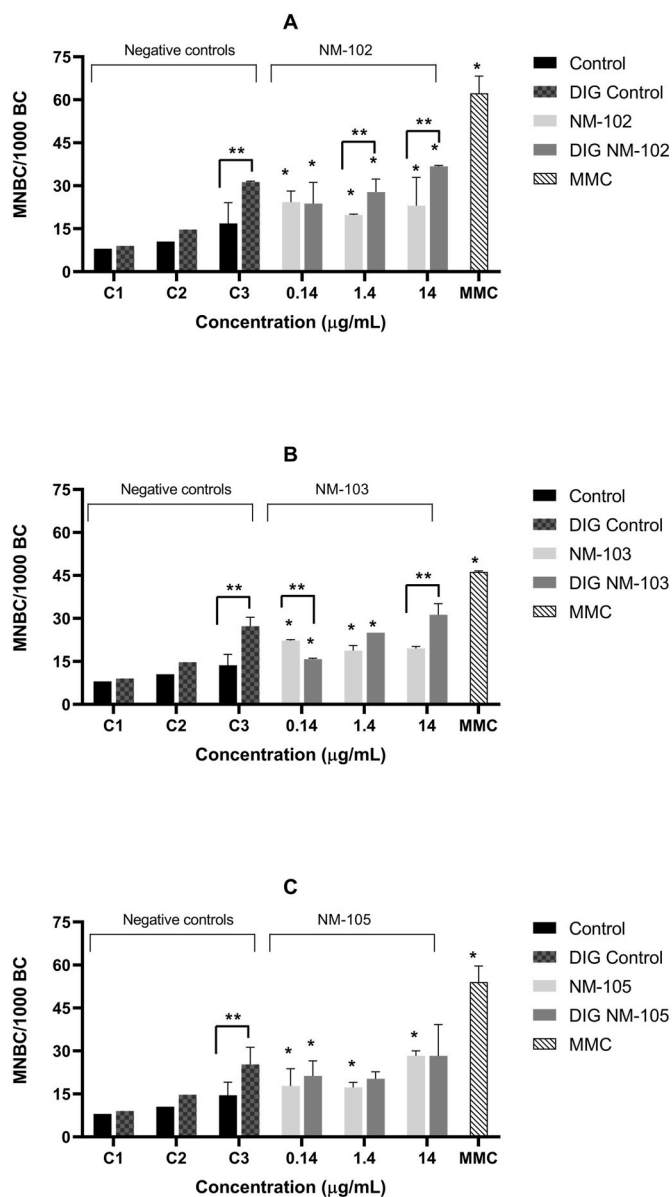 A
Negative controls
NM-102
MNBC/1000 BC
75
60
45
30
15
0
**
*
*
**
*
*
**
*
*
*
C1
C2
C3
0.14
1.4
14
MMC
Concentration (µg/mL)
Control
DIG Control
NM-102
DIG NM-102
MMC
B
Negative controls
NM-103
MNBC/1000 BC
75
60
45
30
15
0
**
**
*
*
*
*
**
*
C1
C2
C3
0.14
1.4
14
MMC
Concentration (µg/mL)
Control
DIG Control
NM-103
DIG NM-103
MMC
C
Negative controls
NM-105
MNBC/1000 BC
75
60
45
30
15
0
**
*
*
*
*
*
C1
C2
C3
0.14
1.4
14
MMC
Concentration (µg/mL)
Control
DIG Control
NM-105
DIG NM-105
MMC